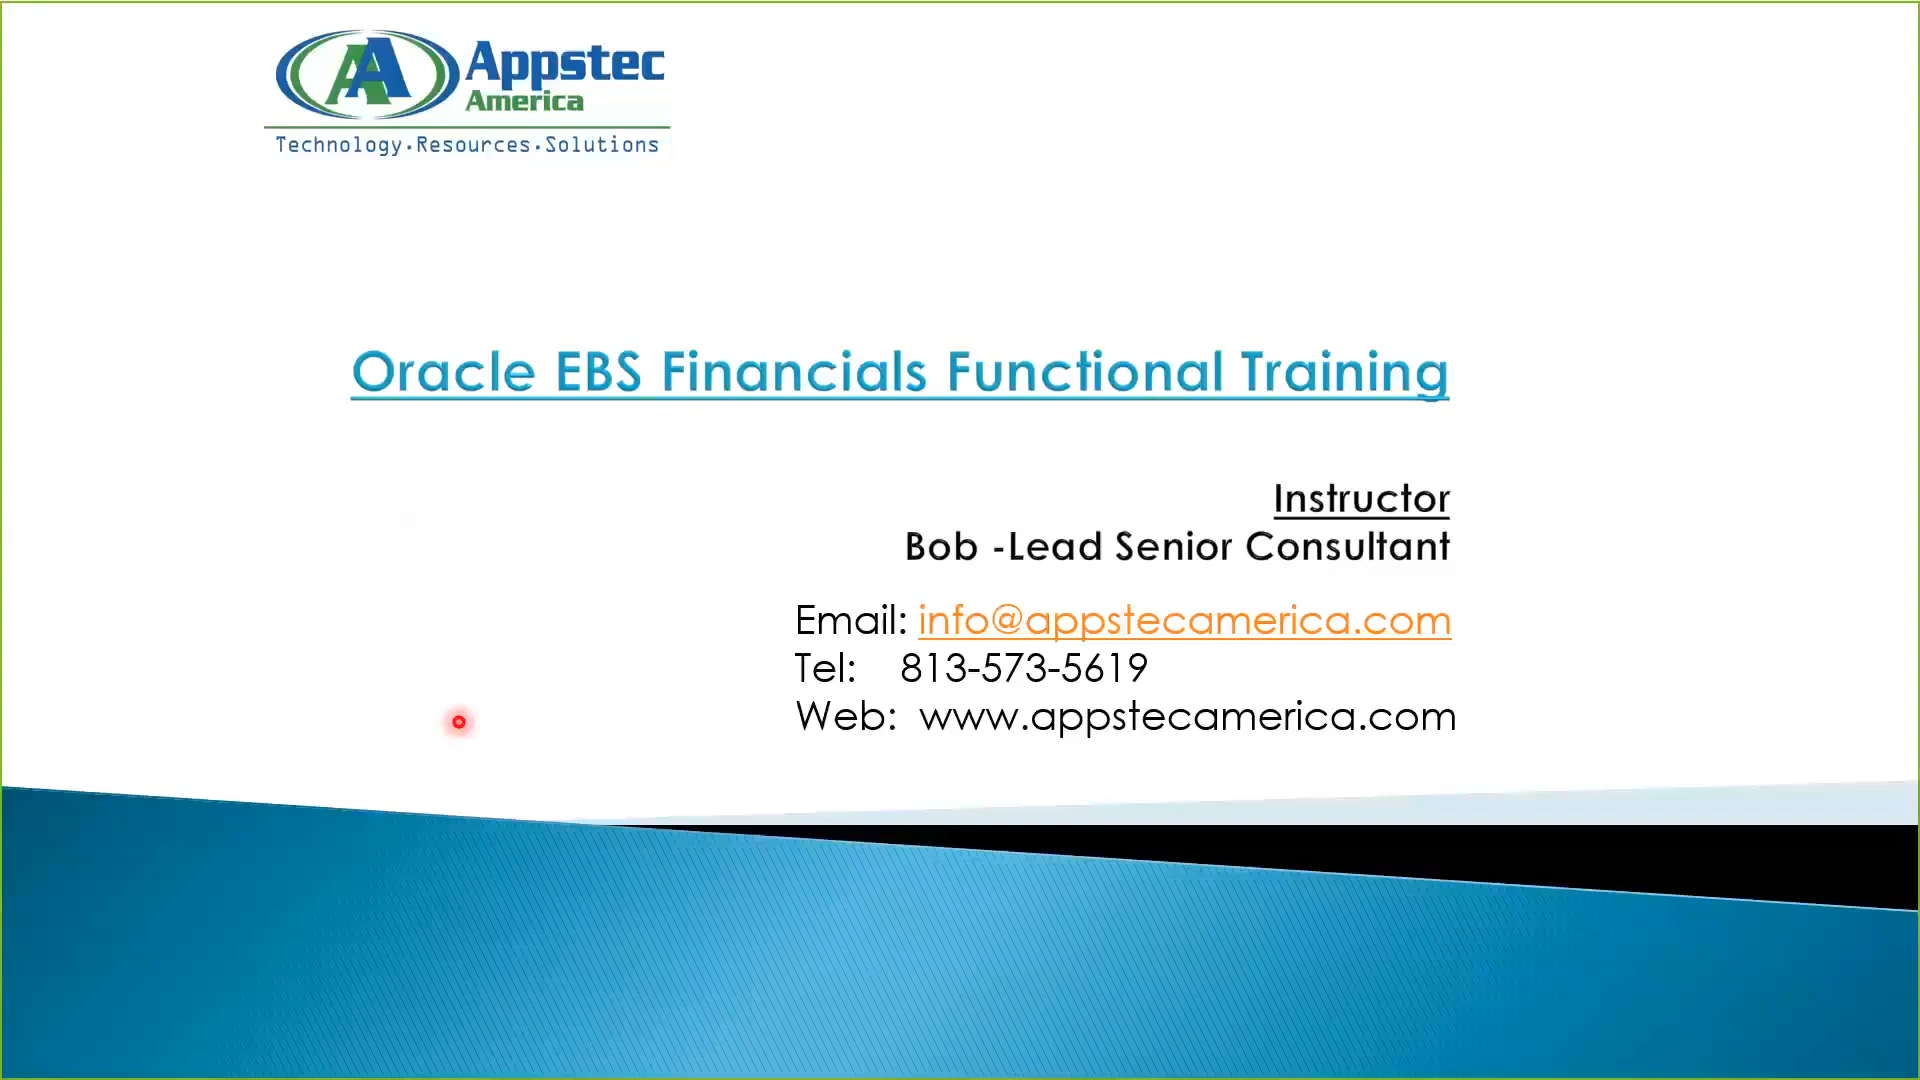 Appstec
America
Technology.Resources.Solutions
Oracle EBS Financials Functional Training
Instructor
Bob -Lead Senior Consultant
Email: info@appstecamerica.com
Tel: 813-573-5619
Web: www.appstecamerica.com